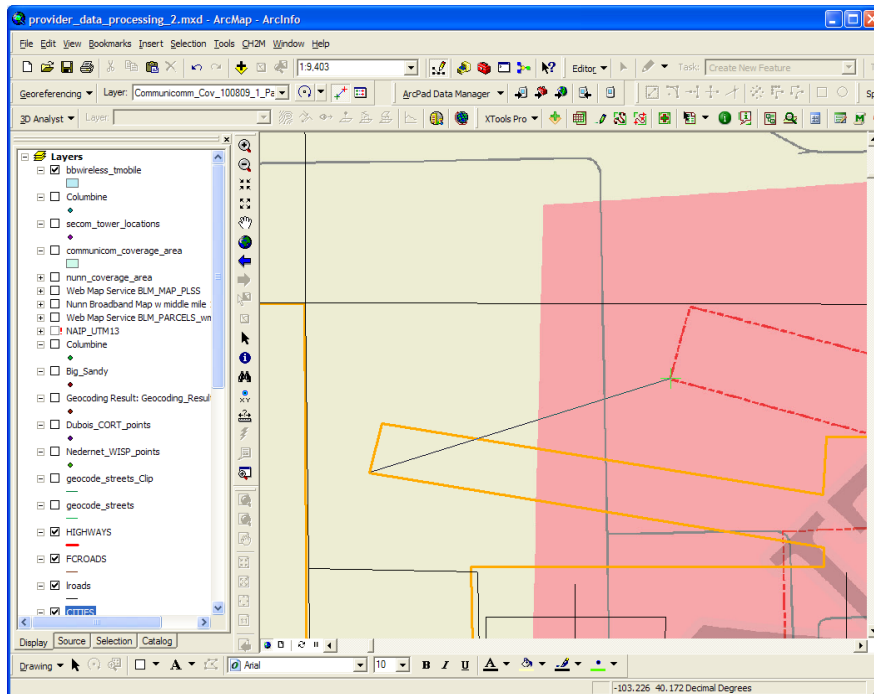 provider_data_processing_2.mxd - ArcMap - ArcInfo
File Edit View Bookmarks Insert Selection Tools CH2M Window Help
1:9,403
Editor
Task: Create New Feature
Georeferencing
Layer: Communicomm_Cov_100809_1_Pa
ArcPad Data Manager
Sp
3D Analyst
Layer:
XTools Pro
Layers
bbwireless_tmobile
Columbine
secom_tower_locations
communicom_coverage_area
nunn_coverage_area
Web Map Service BLM_MAP_PLSS
Nunn Broadband Map w middle mile
Web Map Service BLM_PARCELS_wn
NAIP_UTM13
Columbine
Big_Sandy
Geocoding Result: Geocoding_Result
Dubois_CORT_points
Nedernet_WISP_points
geocode_streets_Clip
geocode_streets
HIGHWAYS
FCROADS
lroads
CITIES
Display Source Selection Catalog
Drawing
A
Arial
10
B I U
A
-103.226 40.172 Decimal Degrees